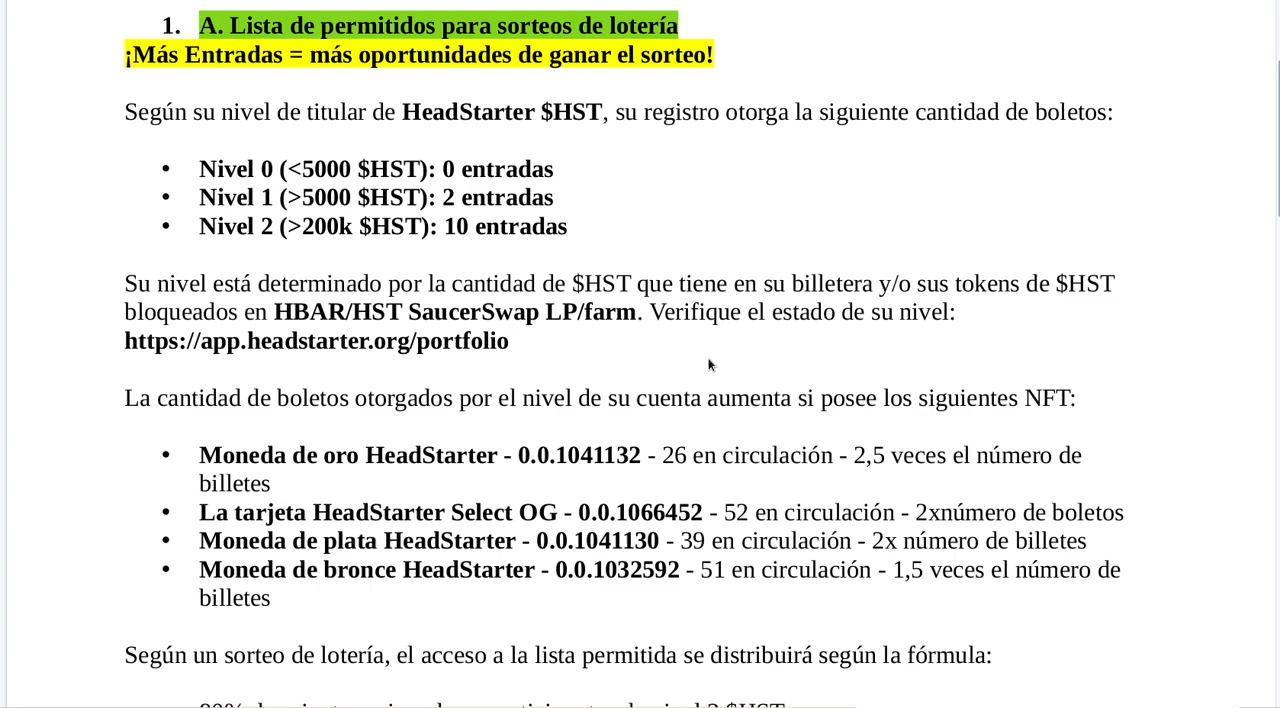 1. A. Lista de permitidos para sorteos de lotería
¡Más Entradas = más oportunidades de ganar el sorteo!
Según su nivel de titular de HeadStarter $HST, su registro otorga la siguiente cantidad de boletos:
• Nivel 0 (<5000 $HST): 0 entradas
• Nivel 1 (>5000 $HST): 2 entradas
• Nivel 2 (>200k $HST): 10 entradas
Su nivel está determinado por la cantidad de $HST que tiene en su billetera y/o sus tokens de $HST
bloqueados en HBAR/HST SaucerSwap LP/farm. Verifique el estado de su nivel:
https://app.headstarter.org/portfolio
La cantidad de boletos otorgados por el nivel de su cuenta aumenta si posee los siguientes NFT:
• Moneda de oro HeadStarter - 0.0.1041132 - 26 en circulación - 2,5 veces el número de
billetes
• La tarjeta HeadStarter Select OG - 0.0.1066452 - 52 en circulación - 2xnúmero de boletos
• Moneda de plata HeadStarter - 0.0.1041130 - 39 en circulación - 2x número de billetes
• Moneda de bronce HeadStarter - 0.0.1032592 - 51 en circulación - 1,5 veces el número de
billetes
Según un sorteo de lotería, el acceso a la lista permitida se distribuirá según la fórmula: